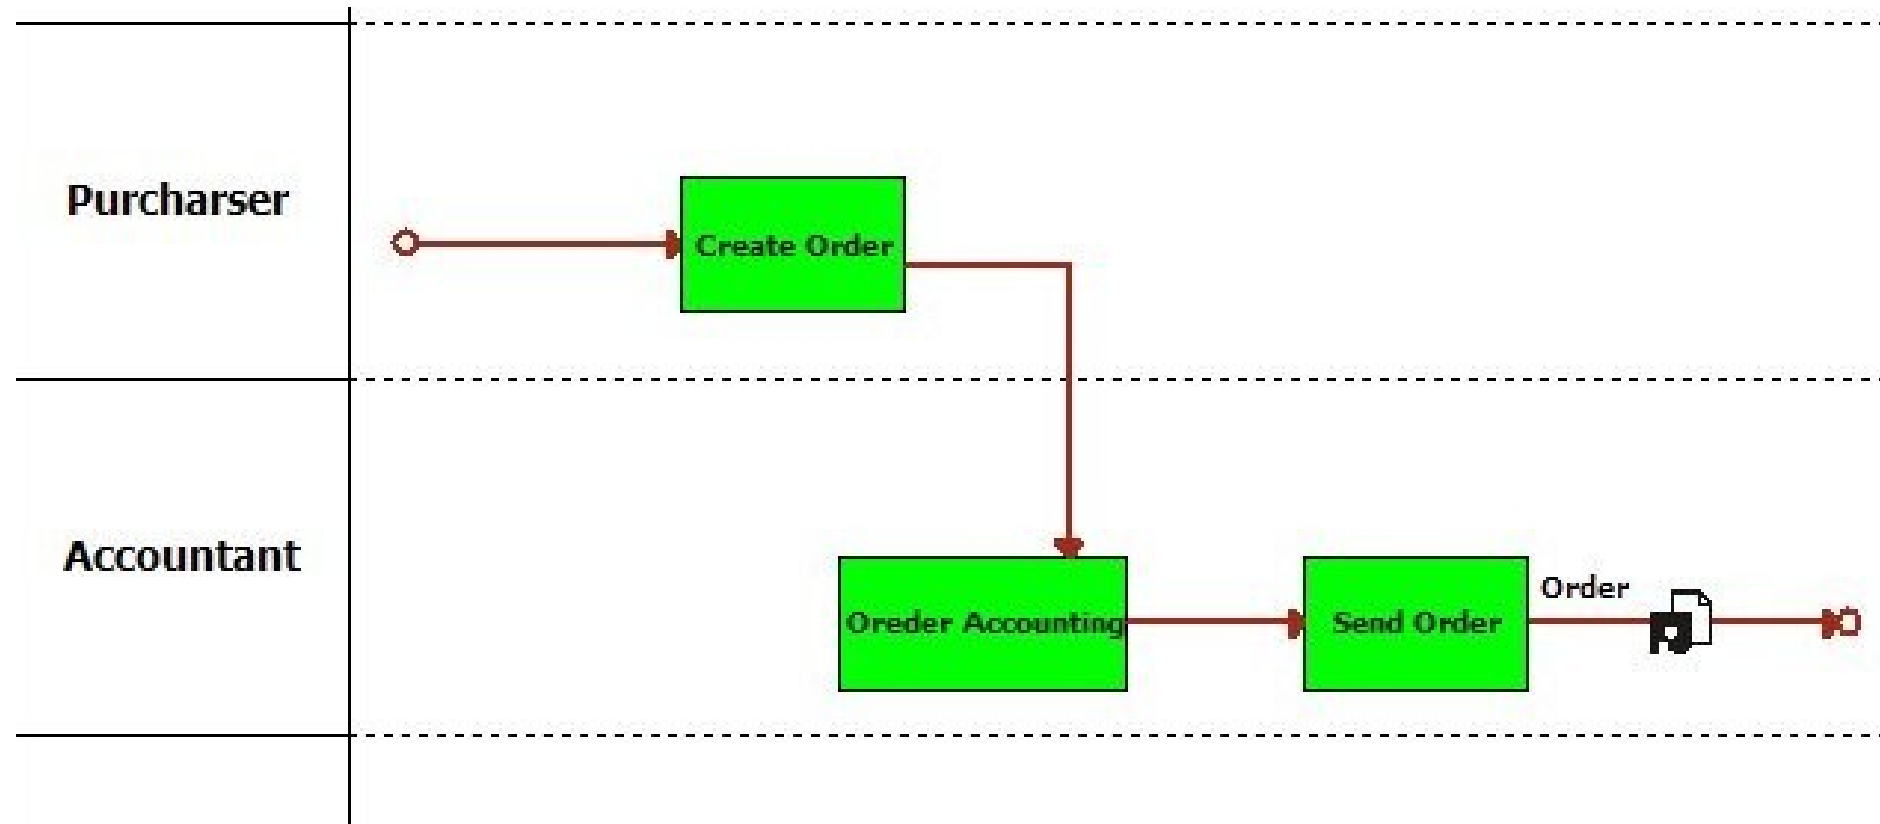 Purcharser
Create Order
Accountant
Oreder Accounting
Send Order
Order